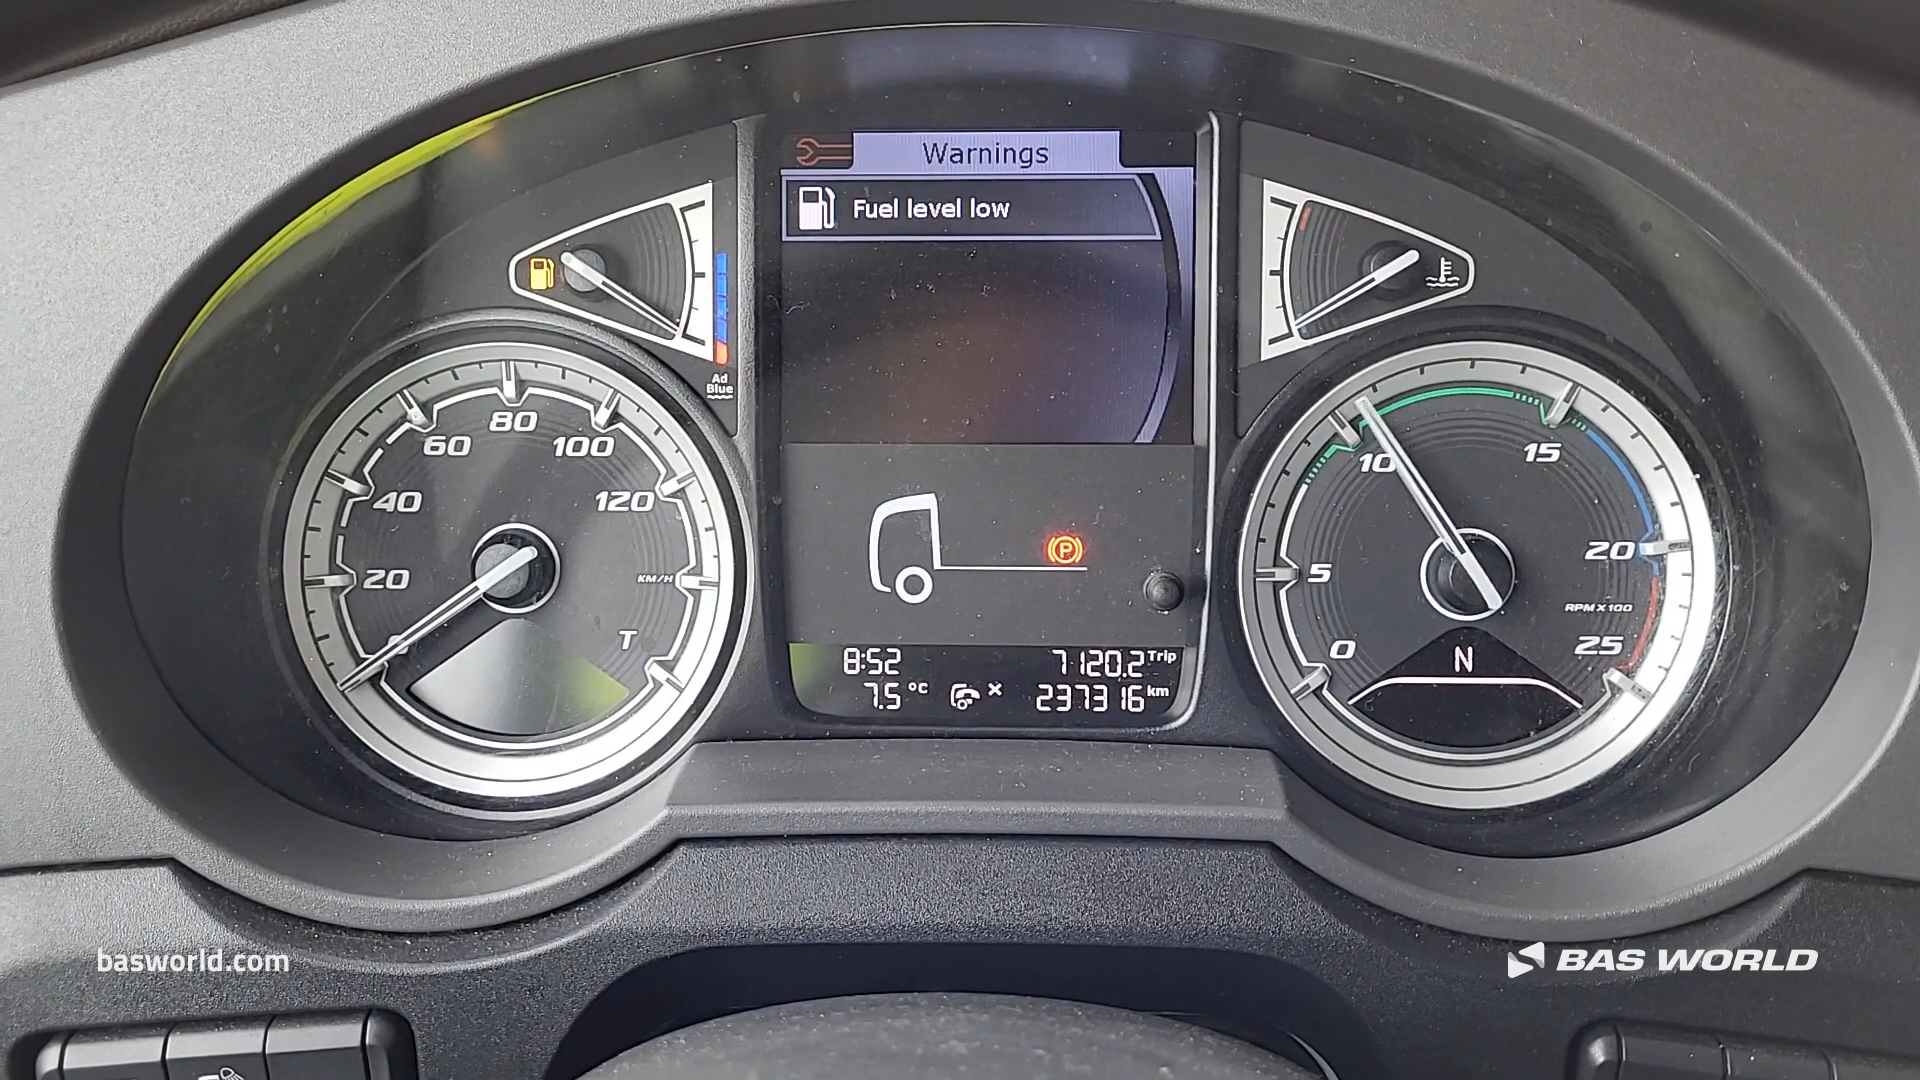 Warnings
Fuel level low
Ad
Blue
20
40
60
80
100
120
KM/H
T
0
5
10
15
20
25
RPM X 100
N
P
8:52
7120.2 Trip
7.5 °C
237316 km
basworld.com
BAS WORLD